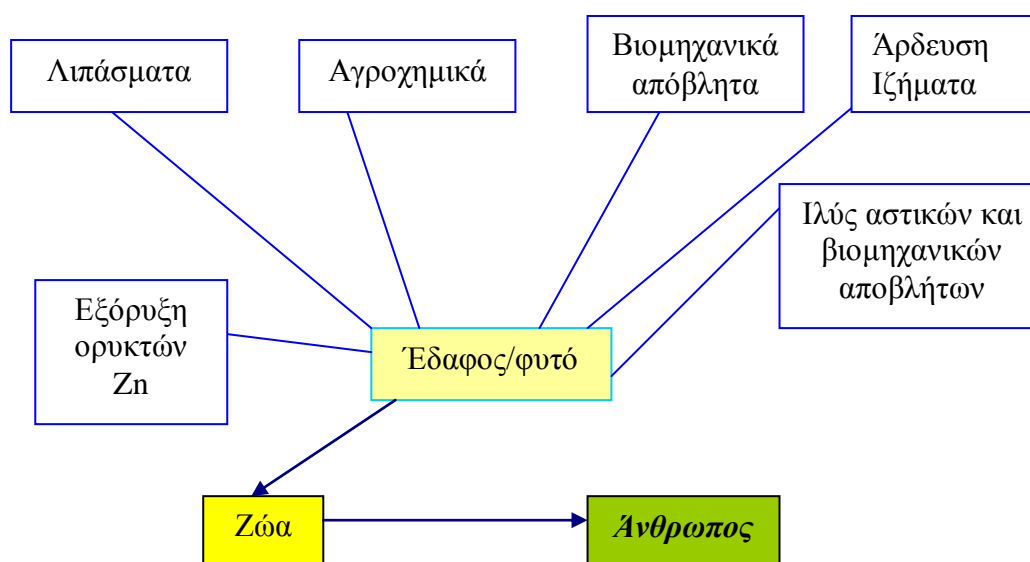 Λιπάσματα
Αγροχημικά
Βιομηχανικά
απόβλητα
Άρδευση
Ιζήματα
Ιλύς αστικών και
βιομηχανικών
αποβλήτων
Εξόρυξη
ορυκτών
Zn
Έδαφος/φυτό
Ζώα
Άνθρωπος